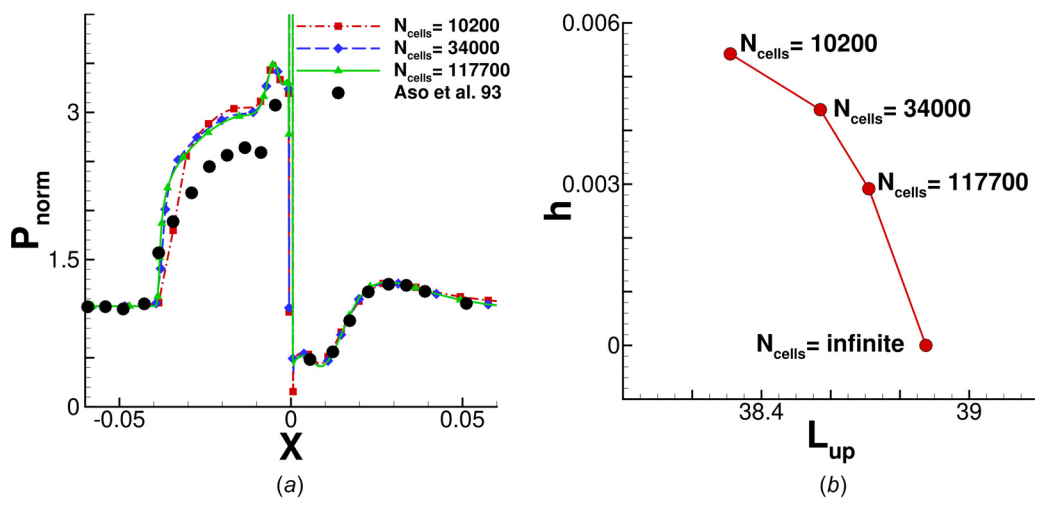 N_cells= 10200
N_cells= 34000
N_cells= 117700
Aso et al. 93
P_norm
3
1.5
0
-0.05
0
0.05
X
(a)
0.006
0.003
0
h
N_cells= 10200
N_cells= 34000
N_cells= 117700
N_cells= infinite
38.4
39
L_up
(b)